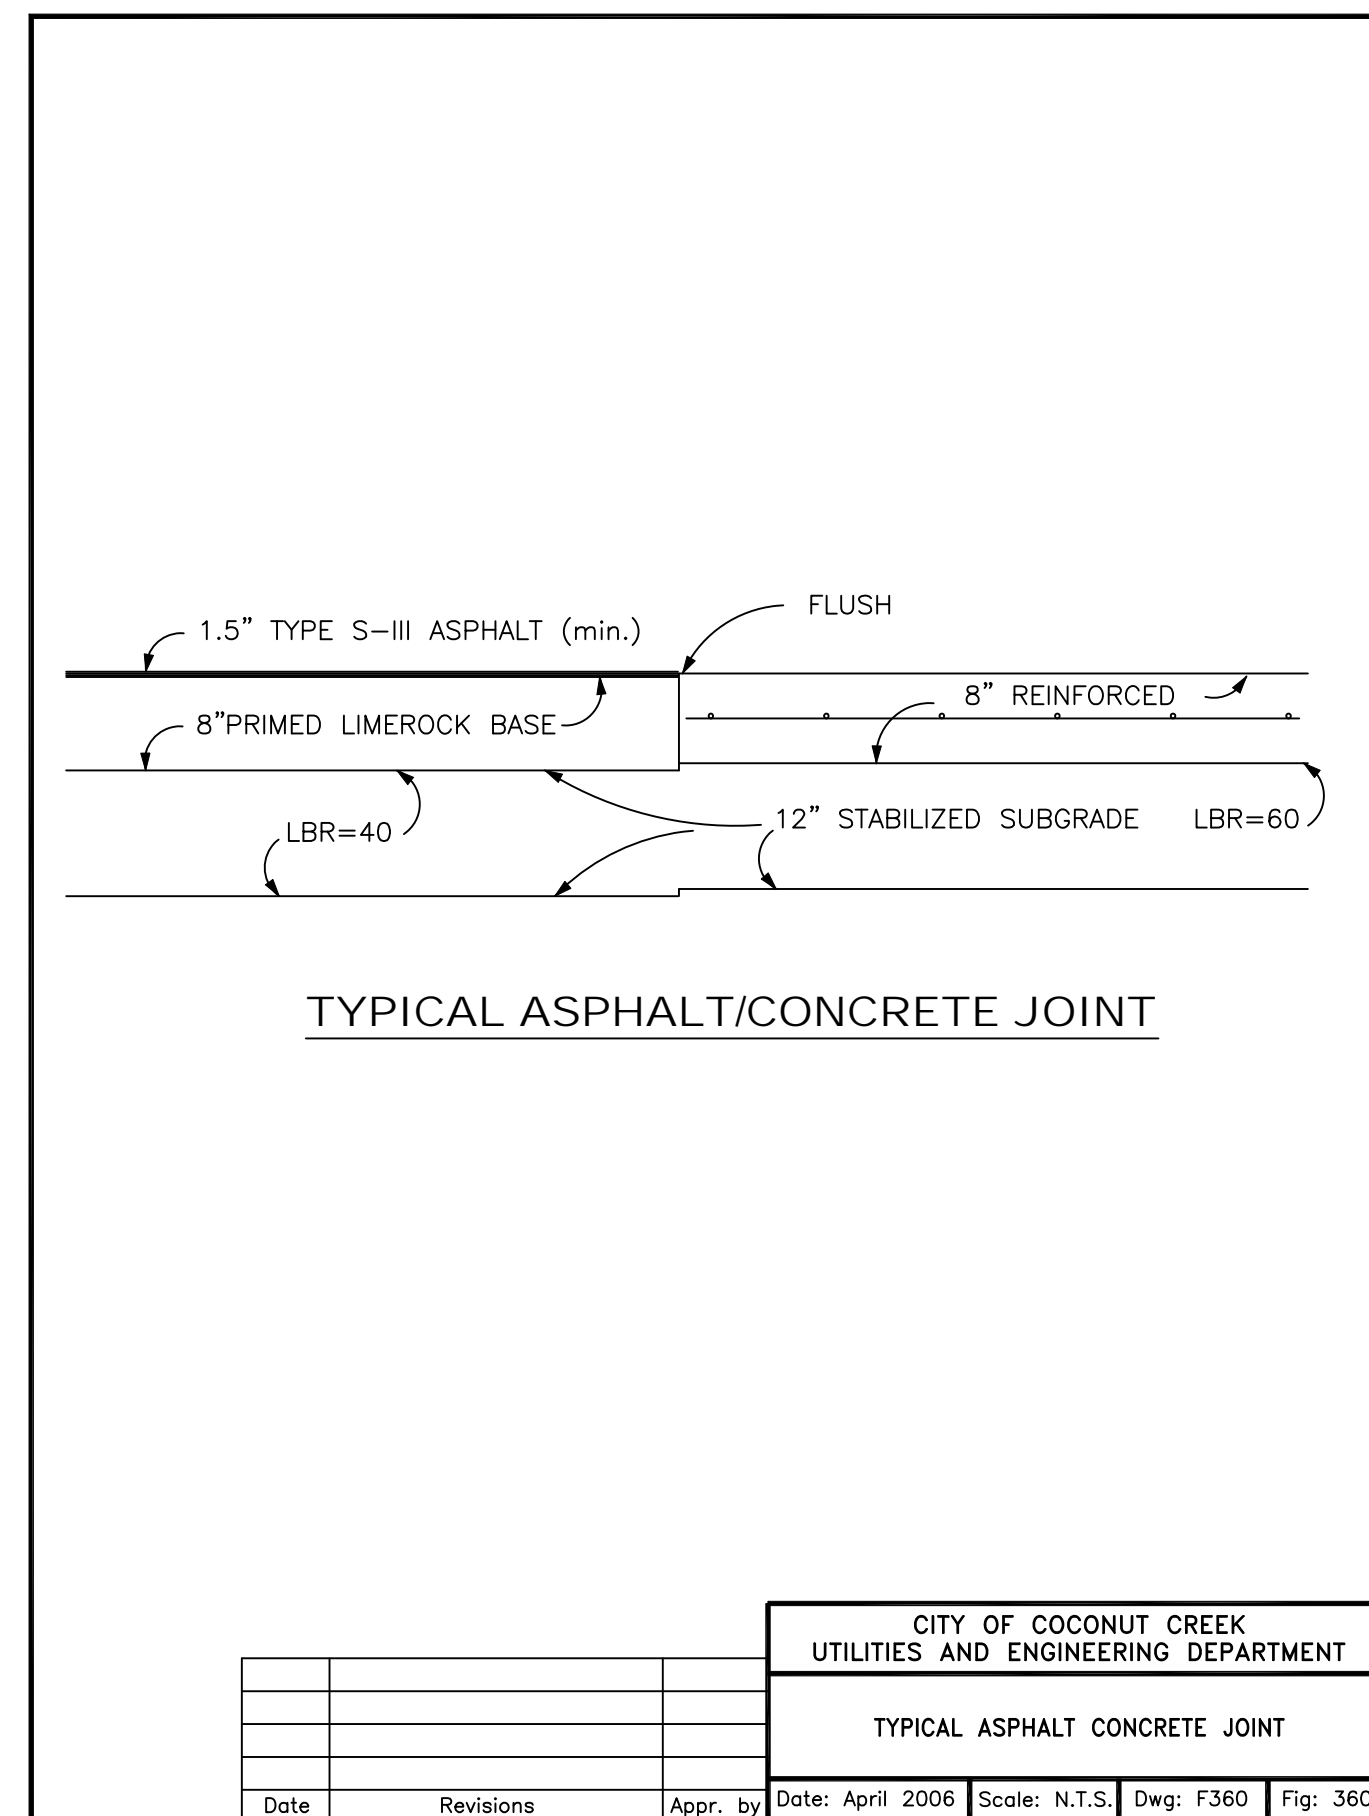 FLUSH
1.5” TYPE S-III ASPHALT (min.)
8” REINFORCED
8”PRIMED LIMEROCK BASE
12” STABILIZED SUBGRADE LBR=60
LBR=40
TYPICAL ASPHALT/CONCRETE JOINT
CITY OF COCONUT CREEK
UTILITIES AND ENGINEERING DEPARTMENT
TYPICAL ASPHALT CONCRETE JOINT
Date Revisions Appr. by
Date: April 2006 Scale: N.T.S. Dwg: F360 Fig: 360